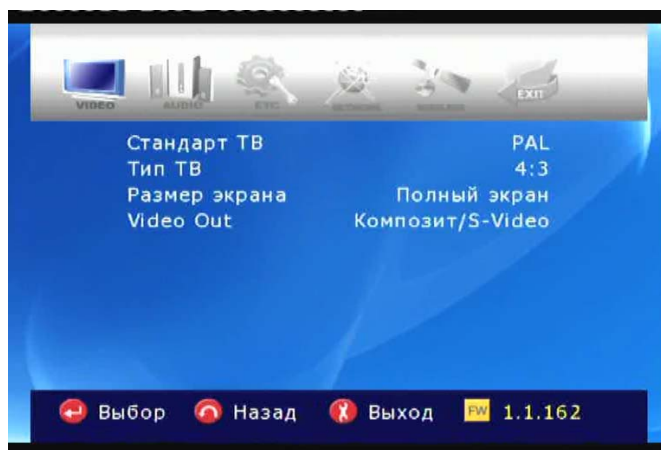 VIDEO AUDIO ETC NETWORK EXIT
Стандарт ТВ PAL
Тип ТВ 4:3
Размер экрана Полный экран
Video Out Композит/S-Video
Выбор Назад Выход FW 1.1.162